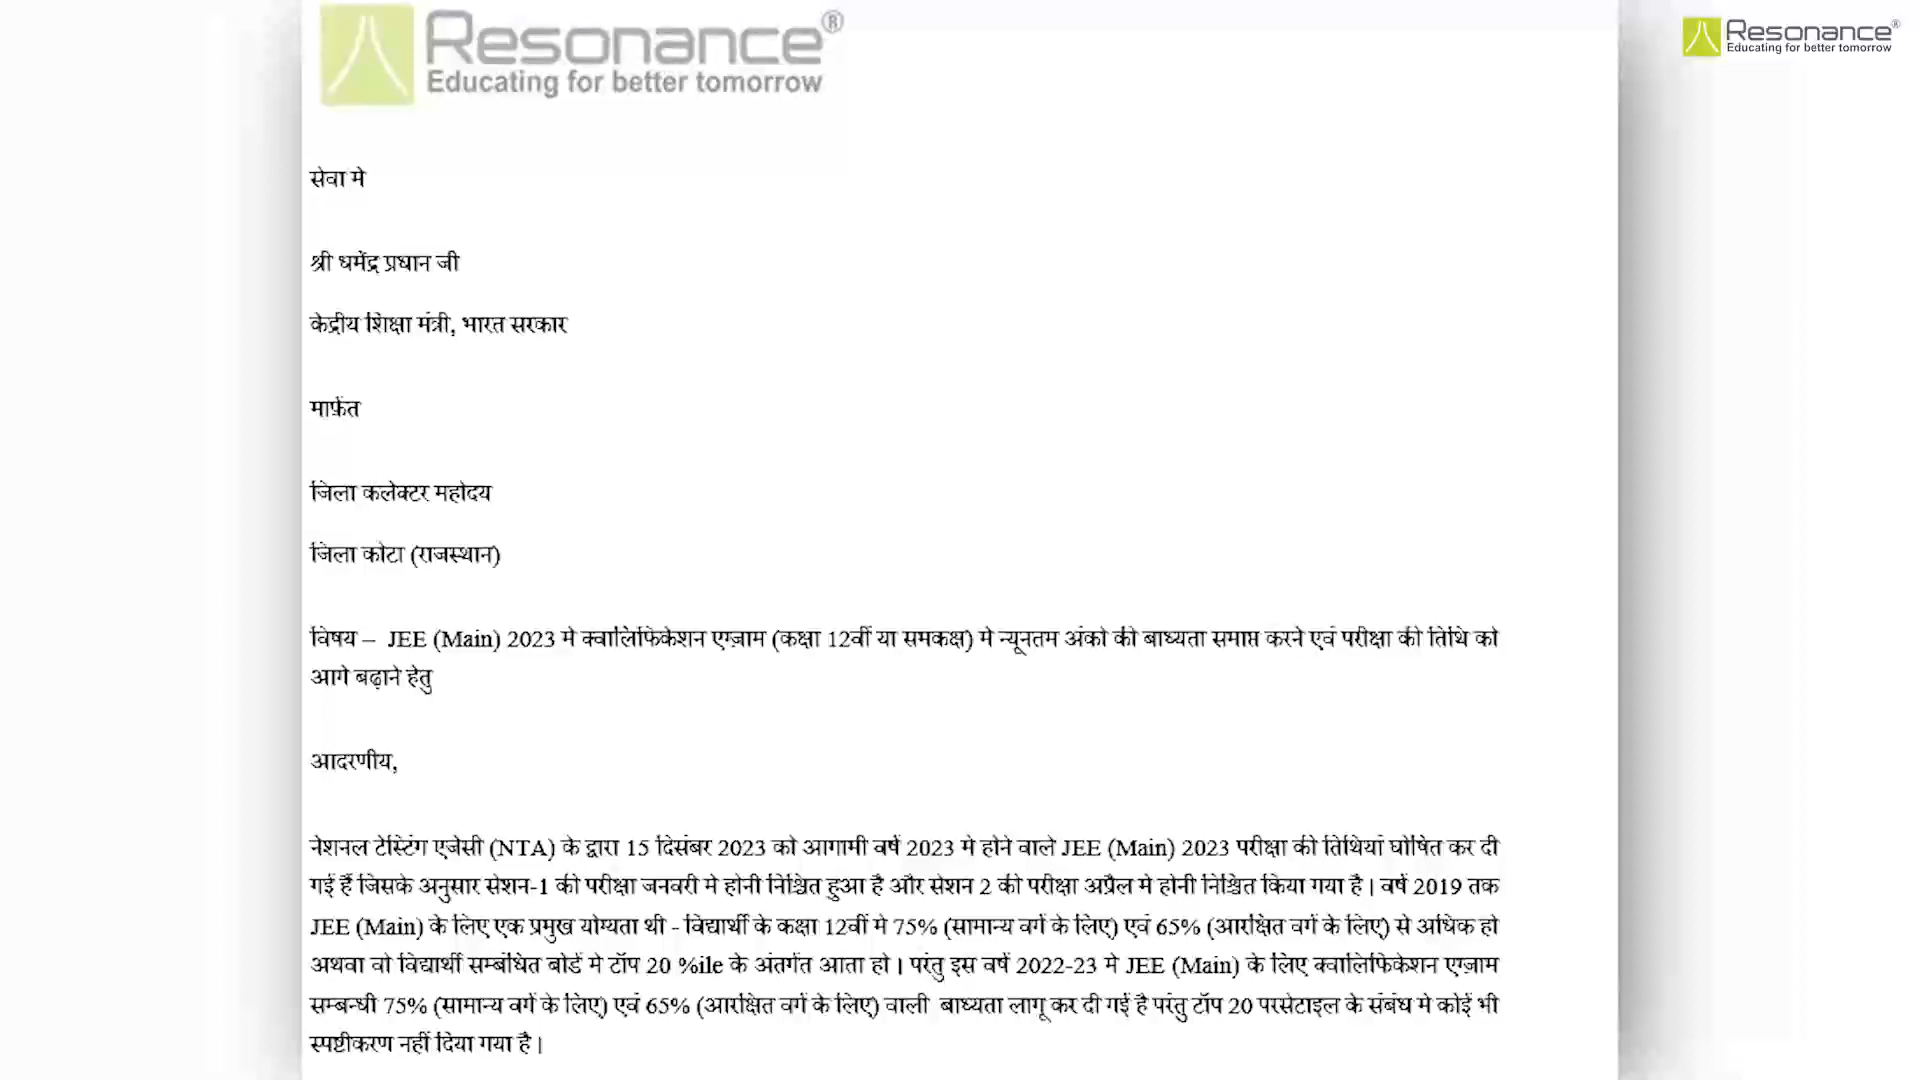 Resonance®
Educating for better tomorrow
Resonance®
Educating for better tomorrow
सेवा मे
श्री धर्मेंद्र प्रधान जी
केद्रीय शिक्षा मंत्री, भारत सरकार
मार्फ़त
जिला कलेक्टर महोदय
जिला कोटा (राजस्थान)
विषय – JEE (Main) 2023 मे क्वालिफिकेशन एग्ज़ाम (कक्षा 12वीं या समकक्ष) मे न्यूनतम अंको की बाध्यता समाप्त करने एवं परीक्षा की तिथि को
आगे बढ़ाने हेतु
आदरणीय,
नेशनल टेस्टिंग एजेंसी (NTA) के द्वारा 15 दिसंबर 2023 को आगामी वर्ष 2023 मे होने वाले JEE (Main) 2023 परीक्षा की तिथियां घोषित कर दी
गई हैं जिसके अनुसार सेशन-1 की परीक्षा जनवरी मे होनी निश्चित हुआ है और सेशन 2 की परीक्षा अप्रैल मे होनी निश्चित किया गया है । वर्ष 2019 तक
JEE (Main) के लिए एक प्रमुख योग्यता थी - विद्यार्थी के कक्षा 12वीं मे 75% (सामान्य वर्ग के लिए) एवं 65% (आरक्षित वर्ग के लिए) से अधिक हो
अथवा वो विद्यार्थी सम्बंधित बोर्ड मे टॉप 20 %ile के अंतर्गत आता हो । परंतु इस वर्ष 2022-23 मे JEE (Main) के लिए क्वालिफिकेशन एग्ज़ाम
सम्बन्धी 75% (सामान्य वर्ग के लिए) एवं 65% (आरक्षित वर्ग के लिए) वाली बाध्यता लागू कर दी गई है परंतु टॉप 20 परसेंटाइल के संबंध मे कोई भी
स्पष्टीकरण नहीं दिया गया है ।